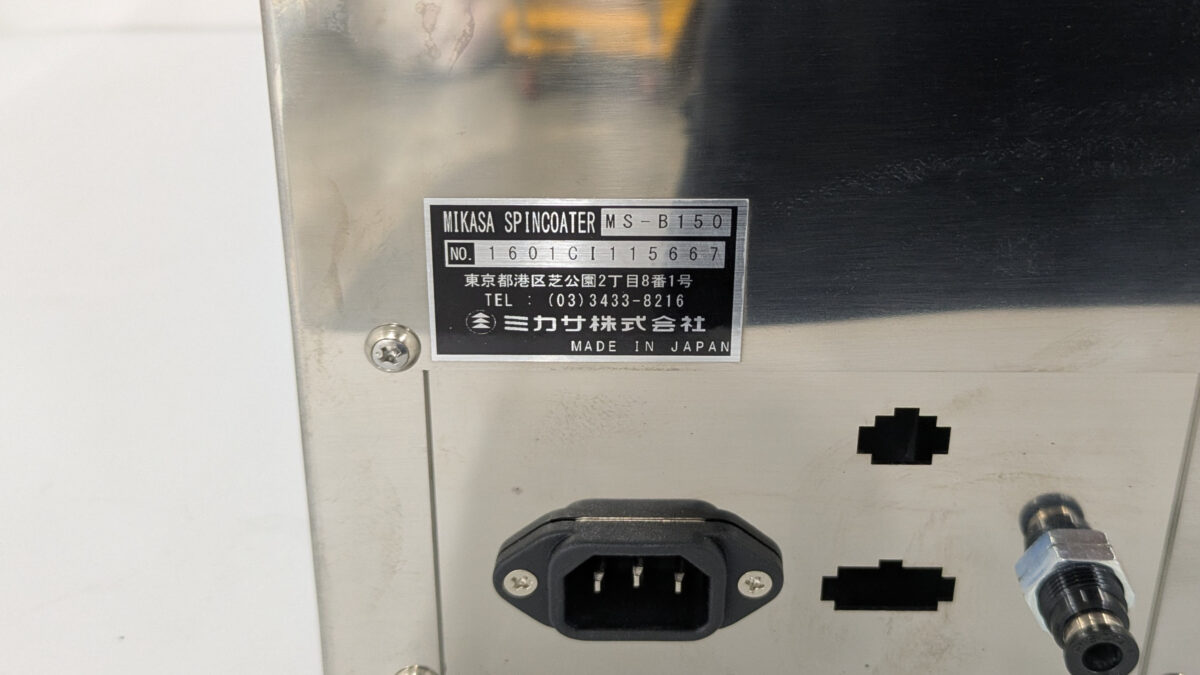 MIKASA SPINCOATER MS-B150
NO. 1601CI115667
東京都港区芝公園2丁目8番1号
TEL : (03)3433-8216
ミカサ株式会社
MADE IN JAPAN